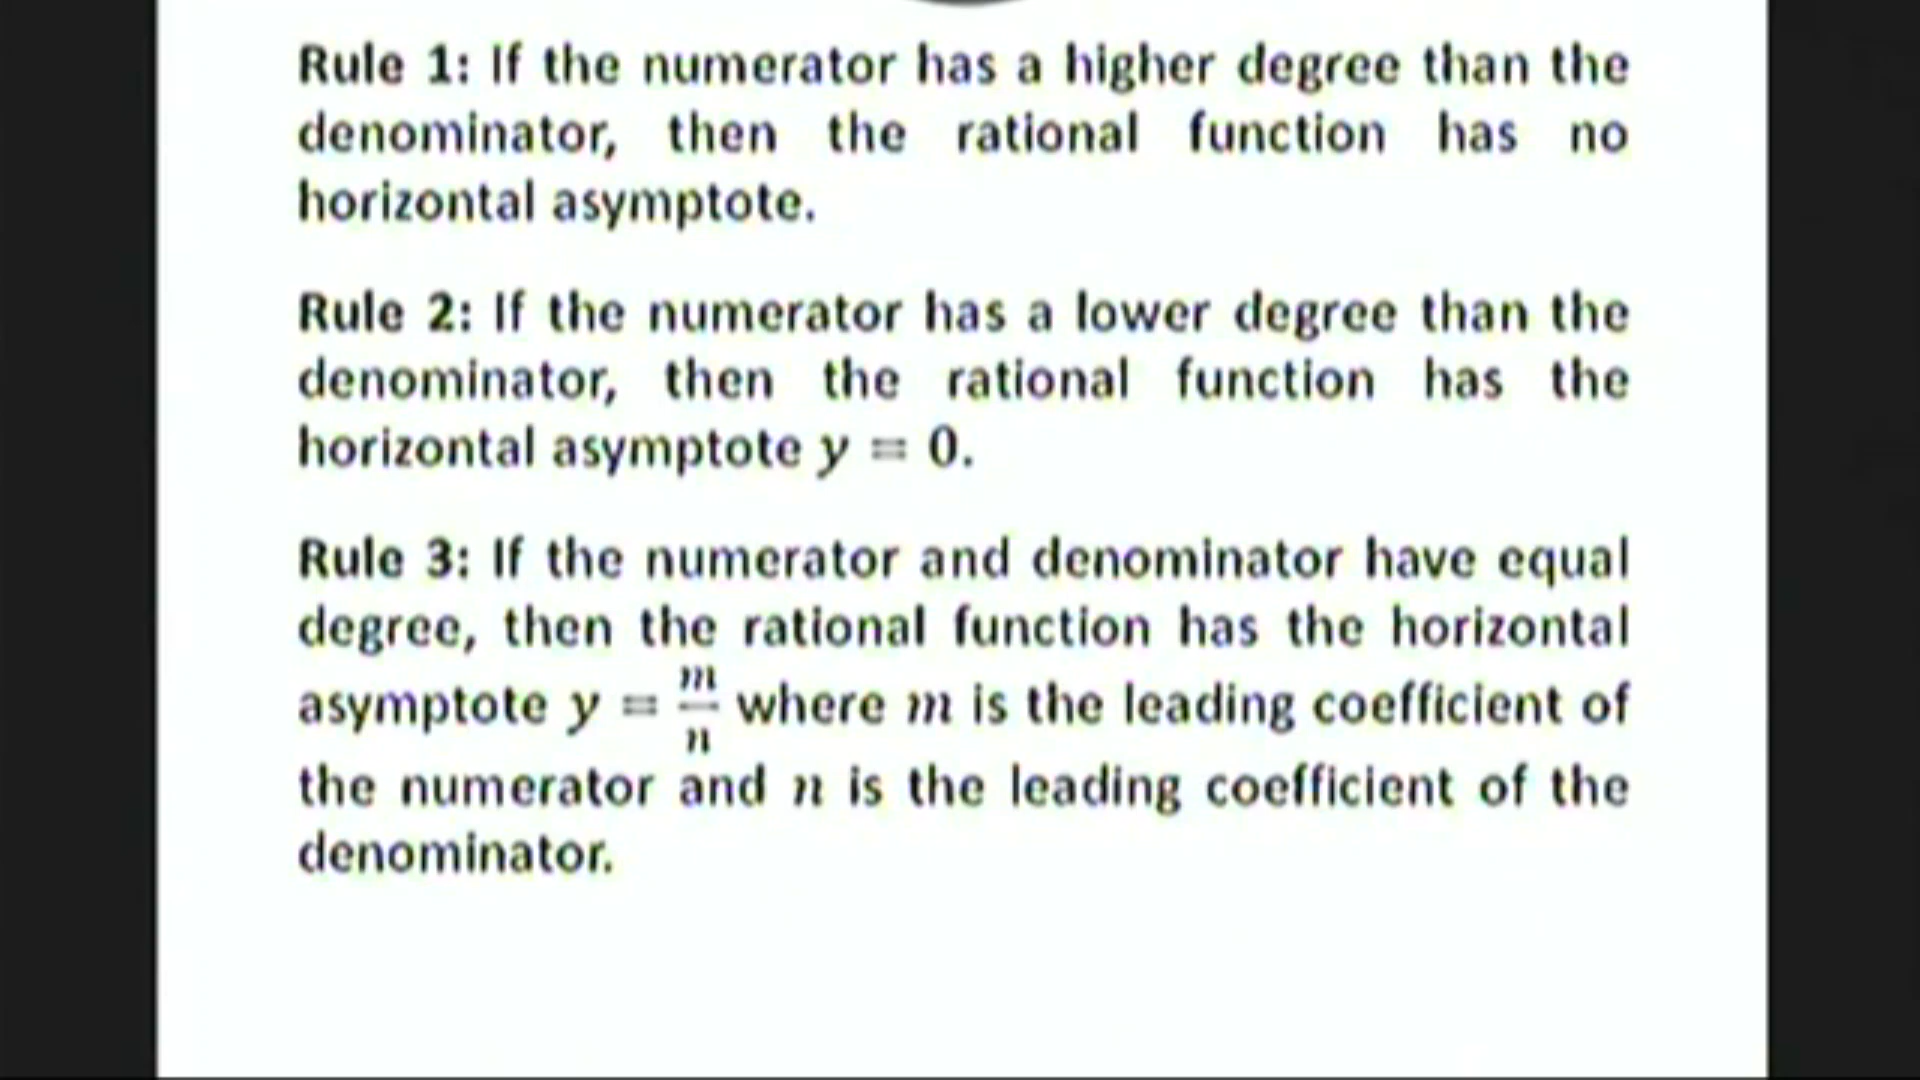 Rule 1: If the numerator has a higher degree than the
denominator, then the rational function has no
horizontal asymptote.
Rule 2: If the numerator has a lower degree than the
denominator, then the rational function has the
horizontal asymptote y = 0.
Rule 3: If the numerator and denominator have equal
degree, then the rational function has the horizontal
asymptote y = m/n where m is the leading coefficient of
the numerator and n is the leading coefficient of the
denominator.